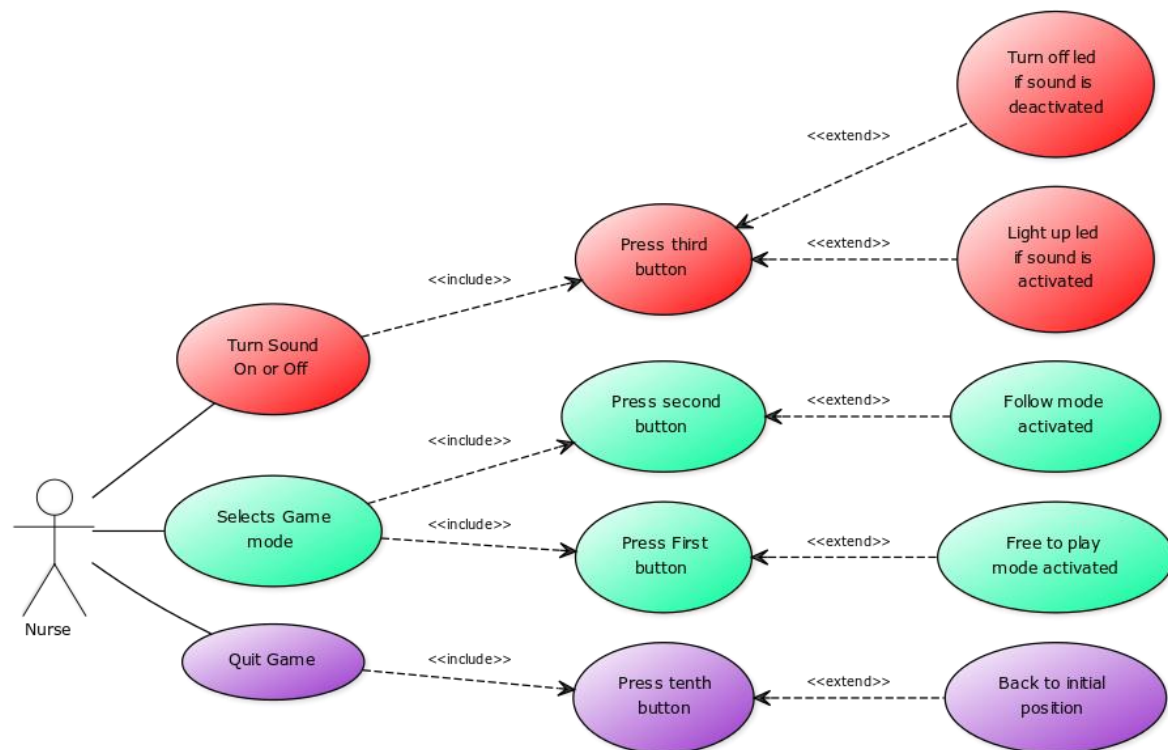 Turn off led
if sound is
deactivated
<<extend>>
Light up led
if sound is
activated
<<extend>>
Press third
button
<<include>>
Turn Sound
On or Off
Press second
button
<<extend>>
Follow mode
activated
<<include>>
Selects Game
mode
<<include>>
Press First
button
<<extend>>
Free to play
mode activated
Nurse
Quit Game
<<include>>
Press tenth
button
<<extend>>
Back to initial
position